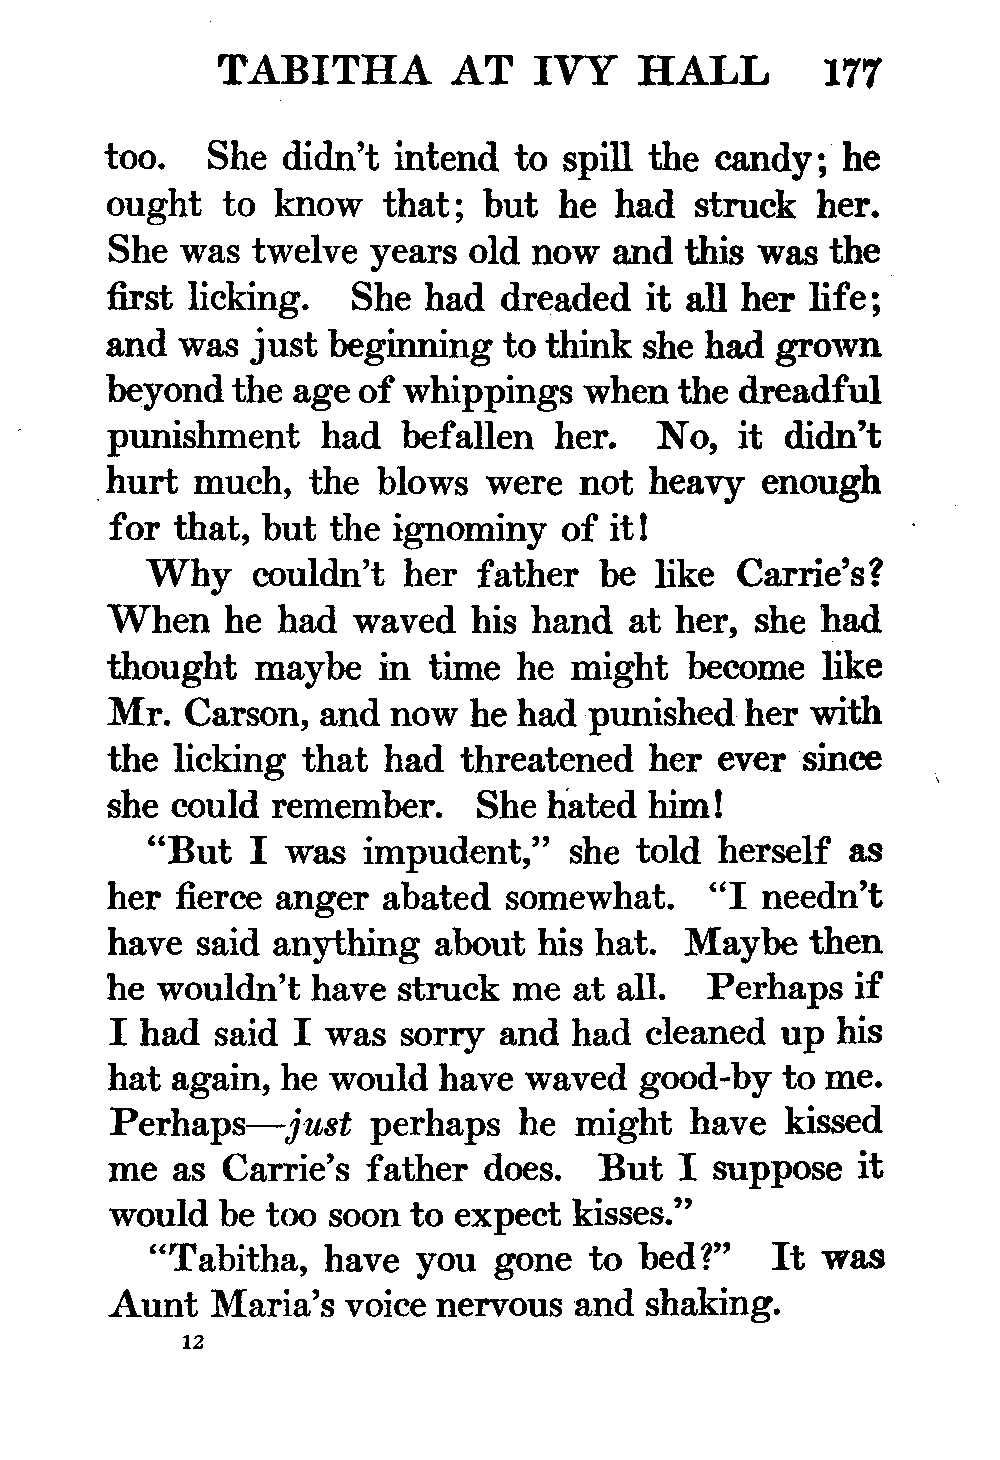 TABITHA AT IVY HALL 177
too. She didn't intend to spill the candy; he
ought to know that; but he had struck her.
She was twelve years old now and this was the
first licking. She had dreaded it all her life;
and was just beginning to think she had grown
beyond the age of whippings when the dreadful
punishment had befallen her. No, it didn't
hurt much, the blows were not heavy enough
for that, but the ignominy of it!
Why couldn't her father be like Carrie's?
When he had waved his hand at her, she had
thought maybe in time he might become like
Mr. Carson, and now he had punished her with
the licking that had threatened her ever since
she could remember. She hated him!
“But I was impudent,” she told herself as
her fierce anger abated somewhat. “I needn't
have said anything about his hat. Maybe then
he wouldn't have struck me at all. Perhaps if
I had said I was sorry and had cleaned up his
hat again, he would have waved good-by to me.
Perhaps—just perhaps he might have kissed
me as Carrie's father does. But I suppose it
would be too soon to expect kisses.”
“Tabitha, have you gone to bed?” It was
Aunt Maria's voice nervous and shaking.
12